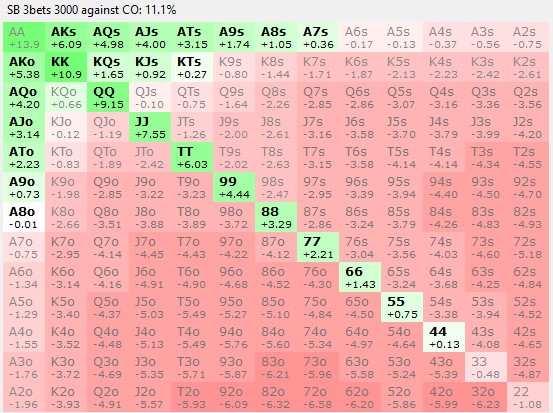 SB 3bets 3000 against CO: 11.1%
AA AKs AQs AJs ATs A9s A8s A7s A6s A5s A4s A3s A2s
+13.9 +6.09 +4.98 +4.00 +3.15 +1.74 +1.05 +0.36 -0.17 -0.13 -0.37 -0.56 -0.75
AKo KK KQs KJs KTs K9s K8s K7s K6s K5s K4s K3s K2s
+5.38 +10.9 +1.65 +0.92 +0.27 -0.80 -1.44 -1.71 -1.87 -2.13 -2.23 -2.42 -2.61
AQo KQo QQ QJs QTs Q9s Q8s Q7s Q6s Q5s Q4s Q3s Q2s
+4.20 +0.66 +9.15 -0.10 -0.75 -1.64 -2.26 -2.85 -2.86 -3.07 -3.16 -3.36 -3.56
AJo KJo QJo JJ JTs J9s J8s J7s J6s J5s J4s J3s J2s
+3.14 -0.12 -1.19 +7.55 -1.26 -2.00 -2.61 -3.16 -3.58 -3.70 -3.79 -3.99 -4.20
ATo KTo QTo JTo TT T9s T8s T7s T6s T5s T4s T3s T2s
+2.23 -0.83 -1.89 -2.42 +6.03 -2.02 -2.63 -3.15 -3.58 -4.14 -4.14 -4.34 -4.55
A9o K9o Q9o J9o T9o 99 98s 97s 96s 95s 94s 93s 92s
+0.73 -1.98 -2.85 -3.22 -3.23 +4.44 -2.47 -2.95 -3.39 -3.94 -4.40 -4.50 -4.70
A8o K8o Q8o J8o T8o 98o 88 87s 86s 85s 84s 83s 82s
-0.01 -2.66 -3.51 -3.88 -3.89 -3.72 +3.29 -2.86 -3.24 -3.79 -4.26 -4.83 -4.93
A7o K7o Q7o J7o T7o 97o 87o 77 76s 75s 74s 73s 72s
-0.75 -2.95 -4.14 -4.45 -4.43 -4.22 -4.12 +2.21 -3.04 -3.56 -4.03 -4.60 -5.18
A6o K6o Q6o J6o T6o 96o 86o 76o 66 65s 64s 63s 62s
-1.34 -3.14 -4.16 -4.91 -4.90 -4.68 -4.52 -4.30 +1.43 -3.24 -3.68 -4.25 -4.84
A5o K5o Q5o J5o T5o 95o 85o 75o 65o 55 54s 53s 52s
-1.29 -3.40 -4.37 -5.03 -5.49 -5.27 -5.10 -4.84 -4.50 +0.75 -3.38 -3.94 -4.52
A4o K4o Q4o J4o T4o 94o 84o 74o 64o 54o 44 43s 42s
-1.55 -3.52 -4.48 -5.13 -5.49 -5.76 -5.60 -5.34 -4.97 -4.64 +0.13 -4.08 -4.65
A3o K3o Q3o J3o T3o 93o 83o 73o 63o 53o 43o 33 32s
-1.76 -3.72 -4.69 -5.35 -5.71 -5.87 -6.21 -5.96 -5.58 -5.24 -5.39 -0.48 -4.87
A2o K2o Q2o J2o T2o 92o 82o 72o 62o 52o 42o 32o 22
-1.96 -3.93 -4.91 -5.57 -5.93 -6.09 -6.32 -6.58 -6.20 -5.86 -5.99 -6.23 -1.08